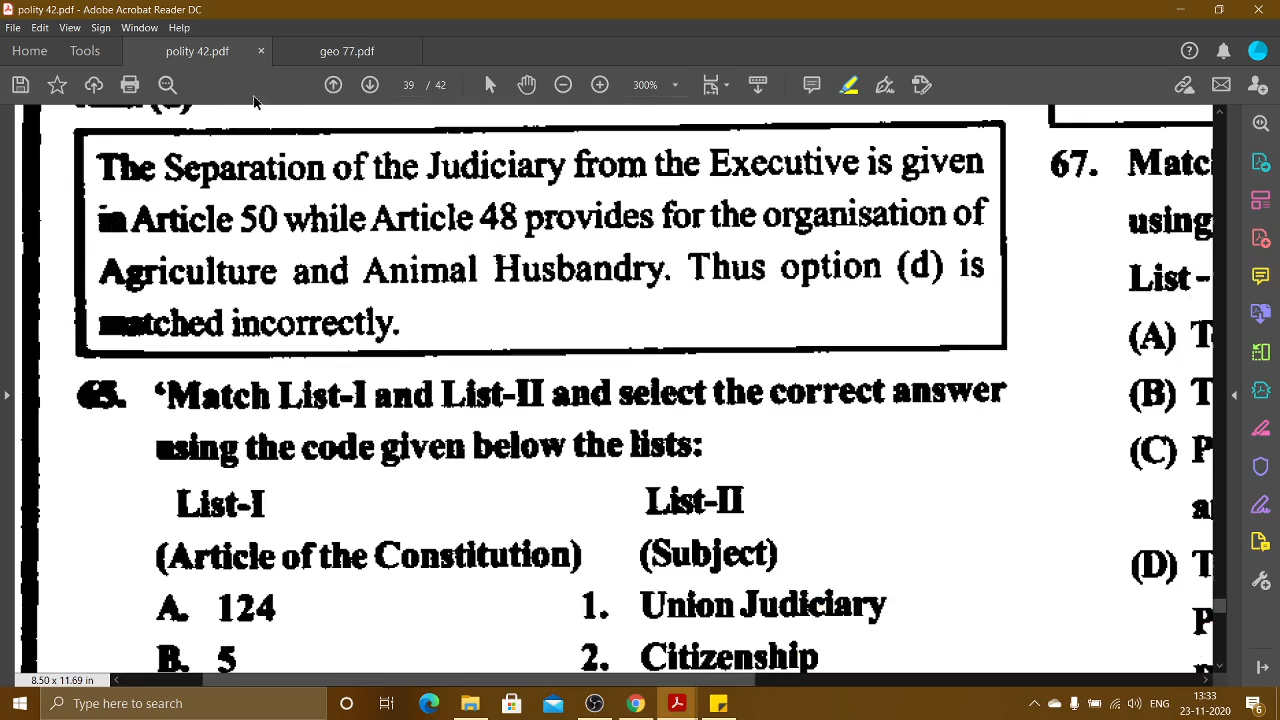 polity 42.pdf - Adobe Acrobat Reader DC
File Edit View Sign Window Help
Home Tools polity 42.pdf × geo 77.pdf
39 / 42 300%
The Separation of the Judiciary from the Executive is given
in Article 50 while Article 48 provides for the organisation of
Agriculture and Animal Husbandry. Thus option (d) is
matched incorrectly.
65. ‘Match List-I and List-II and select the correct answer
using the code given below the lists:
List-I List-II
(Article of the Constitution) (Subject)
A. 124 1. Union Judiciary
B. 5 2. Citizenship
67. Matc
using
List -
(A) T
(B) T
(C) P
a
(D) T
P
8.50 x 11.69 in
Type here to search
ENG
13:33
23-11-2020
6